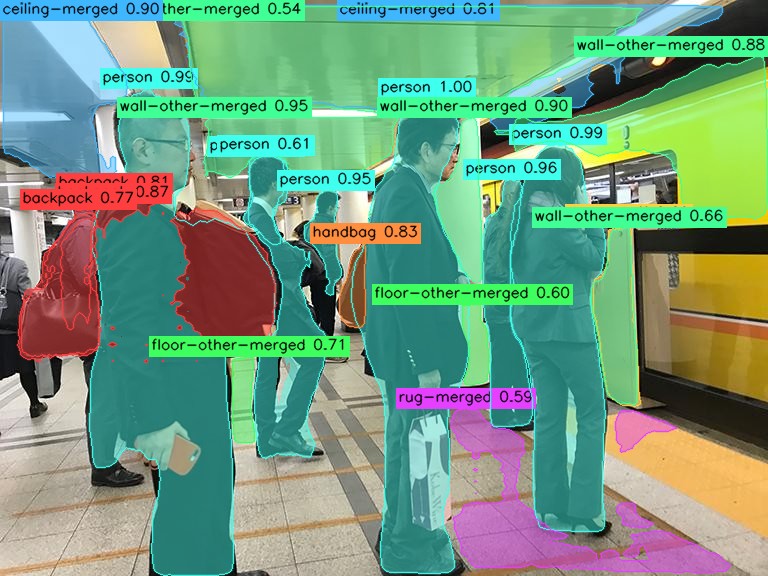 ceiling-merged 0.90
ther-merged 0.54
ceiling-merged 0.81
wall-other-merged 0.88
person 0.99
person 1.00
wall-other-merged 0.95
wall-other-merged 0.90
person 0.99
person 0.61
person 0.96
person 0.95
backpack 0.81
0.87
backpack 0.77
wall-other-merged 0.66
handbag 0.83
floor-other-merged 0.60
floor-other-merged 0.71
rug-merged 0.59